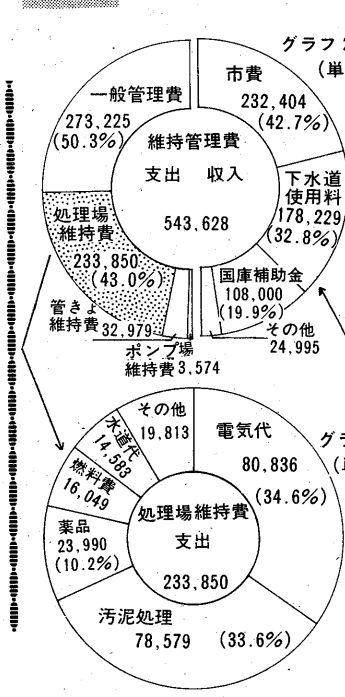 グラフ
(単
一般管理費
273,225
(50.3%)
市費
232,404
(42.7%)
維持管理費
支出 収入
543,628
下水道
使用料
178,229
(32.8%)
処理場
維持費
233,850
(43.0%)
国庫補助金
108,000
(19.9%)
管きょ
維持費 32,979
その他
24,995
ポンプ場
維持費 3,574
その他
19,813
電気代
80,836
(34.6%)
水道代
14,583
燃料費
16,049
薬品
23,990
(10.2%)
処理場維持費
支出
233,850
汚泥処理
78,579 (33.6%)